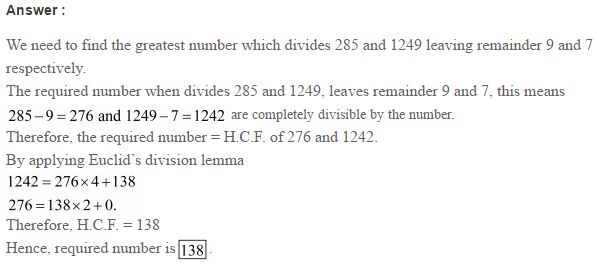 Answer :
We need to find the greatest number which divides 285 and 1249 leaving remainder 9 and 7
respectively.
The required number when divides 285 and 1249, leaves remainder 9 and 7, this means
285 – 9 = 276 and 1249 – 7 = 1242 are completely divisible by the number.
Therefore, the required number = H.C.F. of 276 and 1242.
By applying Euclid's division lemma
1242 = 276×4+138
276 = 138×2+0.
Therefore, H.C.F. = 138
Hence, required number is 138.